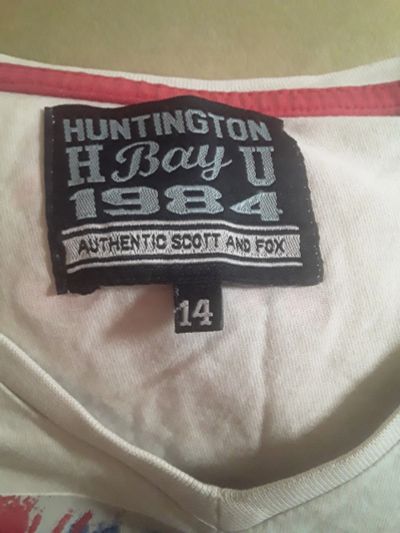 HUNTINGTON
H Bay U
1984
AUTHENTIC SCOTT AND FOX
14